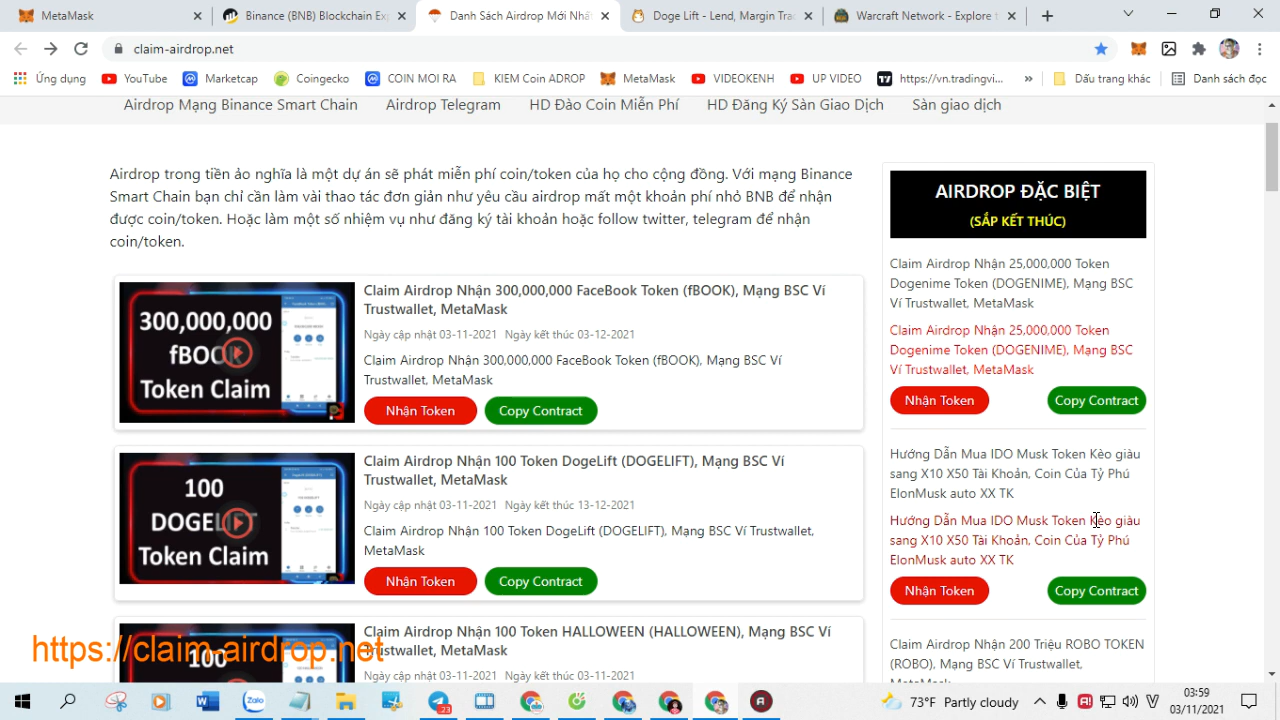 MetaMask
Binance (BNB) Blockchain Exp
Danh Sách Airdrop Mới Nhấ
Doge Lift - Lend, Margin Trad
Warcraft Network - Explore t
claim-airdrop.net
Ứng dụng
YouTube
Marketcap
Coingecko
COIN MOI RA
KIEM Coin ADROP
MetaMask
VIDEOKENH
UP VIDEO
https://vn.tradingvi...
Dấu trang khác
Danh sách đọc
Airdrop Mạng Binance Smart Chain
Airdrop Telegram
HD Đào Coin Miễn Phí
HD Đăng Ký Sàn Giao Dịch
Sàn giao dịch
Airdrop trong tiền ảo nghĩa là một dự án sẽ phát miễn phí coin/token của họ cho cộng đồng. Với mạng Binance
Smart Chain bạn chỉ cần làm vài thao tác đơn giản như yêu cầu airdrop mất một khoản phí nhỏ BNB để nhận
được coin/token. Hoặc làm một số nhiệm vụ như đăng ký tài khoản hoặc follow twitter, telegram để nhận
coin/token.
300,000,000
fBOOK
Token Claim
Claim Airdrop Nhận 300,000,000 FaceBook Token (fBOOK), Mạng BSC Ví
Trustwallet, MetaMask
Ngày cập nhật 03-11-2021 Ngày kết thúc 03-12-2021
Claim Airdrop Nhận 300,000,000 FaceBook Token (fBOOK), Mạng BSC Ví
Trustwallet, MetaMask
Nhận Token
Copy Contract
100
DOGELIFT
Token Claim
Claim Airdrop Nhận 100 Token DogeLift (DOGELIFT), Mạng BSC Ví
Trustwallet, MetaMask
Ngày cập nhật 03-11-2021 Ngày kết thúc 13-12-2021
Claim Airdrop Nhận 100 Token DogeLift (DOGELIFT), Mạng BSC Ví Trustwallet,
MetaMask
Nhận Token
Copy Contract
100
Claim Airdrop Nhận 100 Token HALLOWEEN (HALLOWEEN), Mạng BSC Ví
Trustwallet, MetaMask
Ngày cập nhật 03-11-2021 Ngày kết thúc 03-11-2021
https://claim-airdrop.net
AIRDROP ĐẶC BIỆT
(SẮP KẾT THÚC)
Claim Airdrop Nhận 25,000,000 Token
Dogenime Token (DOGENIME), Mạng BSC
Ví Trustwallet, MetaMask
Claim Airdrop Nhận 25,000,000 Token
Dogenime Token (DOGENIME), Mạng BSC
Ví Trustwallet, MetaMask
Nhận Token
Copy Contract
Hướng Dẫn Mua IDO Musk Token Kèo giàu
sang X10 X50 Tài Khoản, Coin Của Tỷ Phú
ElonMusk auto XX TK
Hướng Dẫn Mua IDO Musk Token Kèo giàu
sang X10 X50 Tài Khoản, Coin Của Tỷ Phú
ElonMusk auto XX TK
Nhận Token
Copy Contract
Claim Airdrop Nhận 200 Triệu ROBO TOKEN
(ROBO), Mạng BSC Ví Trustwallet,
Zalo
23
73°F Partly cloudy
03:59
03/11/2021